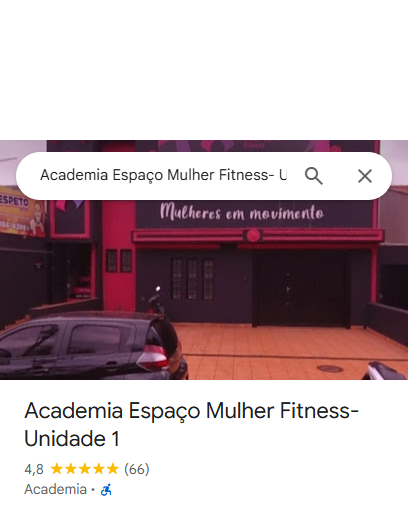 Academia Espaço Mulher Fitness- U
ESPETO
Mulheres em movimento
Academia Espaço Mulher Fitness-
Unidade 1
4,8 (66)
Academia ·